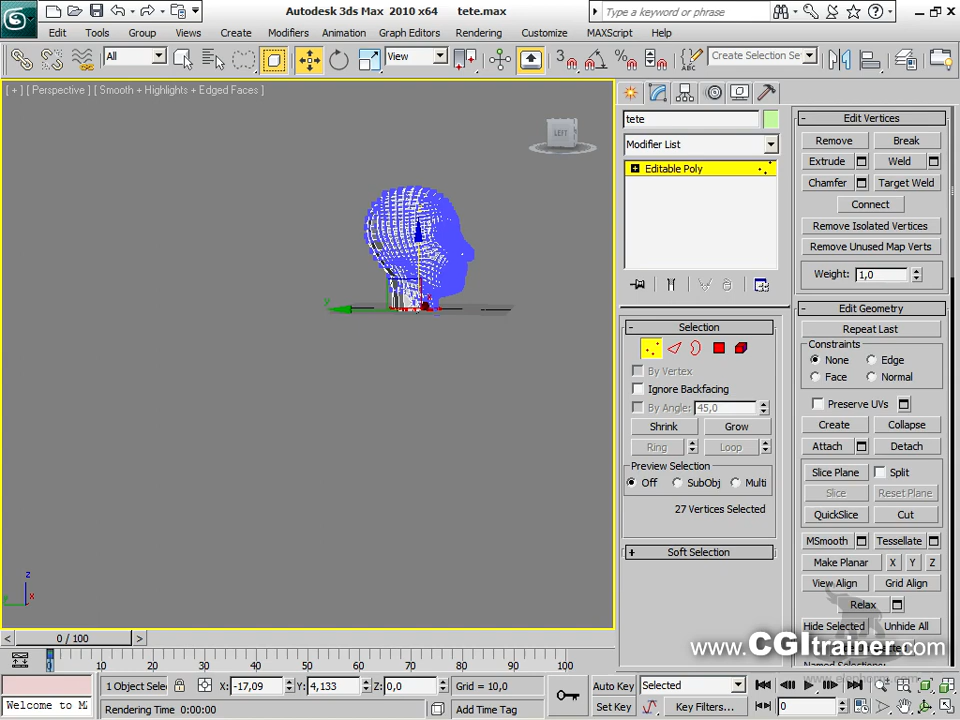 Autodesk 3ds Max 2010 x64 tete.max
Type a keyword or phrase
Edit Tools Group Views Create Modifiers Animation Graph Editors Rendering Customize MAXScript Help
All View 3 Create Selection Se
[ + ] [ Perspective ] [ Smooth + Highlights + Edged Faces ]
LEFT
y
z
x
tete
Modifier List
Editable Poly
Selection
By Vertex
Ignore Backfacing
By Angle: 45,0
Shrink Grow
Ring Loop
Preview Selection
Off SubObj Multi
27 Vertices Selected
Soft Selection
Edit Vertices
Remove Break
Extrude Weld
Chamfer Target Weld
Connect
Remove Isolated Vertices
Remove Unused Map Verts
Weight: 1,0
Edit Geometry
Repeat Last
Constraints
None Edge
Face Normal
Preserve UVs
Create Collapse
Attach Detach
Slice Plane Split
Slice Reset Plane
QuickSlice Cut
MSmooth Tessellate
Make Planar X Y Z
View Align Grid Align
Relax
Hide Selected Unhide All
www.CGItrainer.com
0 / 100
0 10 20 30 40 50 60 70 80 90 100
1 Object Selec X: -17,09 Y: 4,133 Z: 0,0 Grid = 10,0 Auto Key Selected
Welcome to M Rendering Time 0:00:00 Add Time Tag Set Key Key Filters... 0